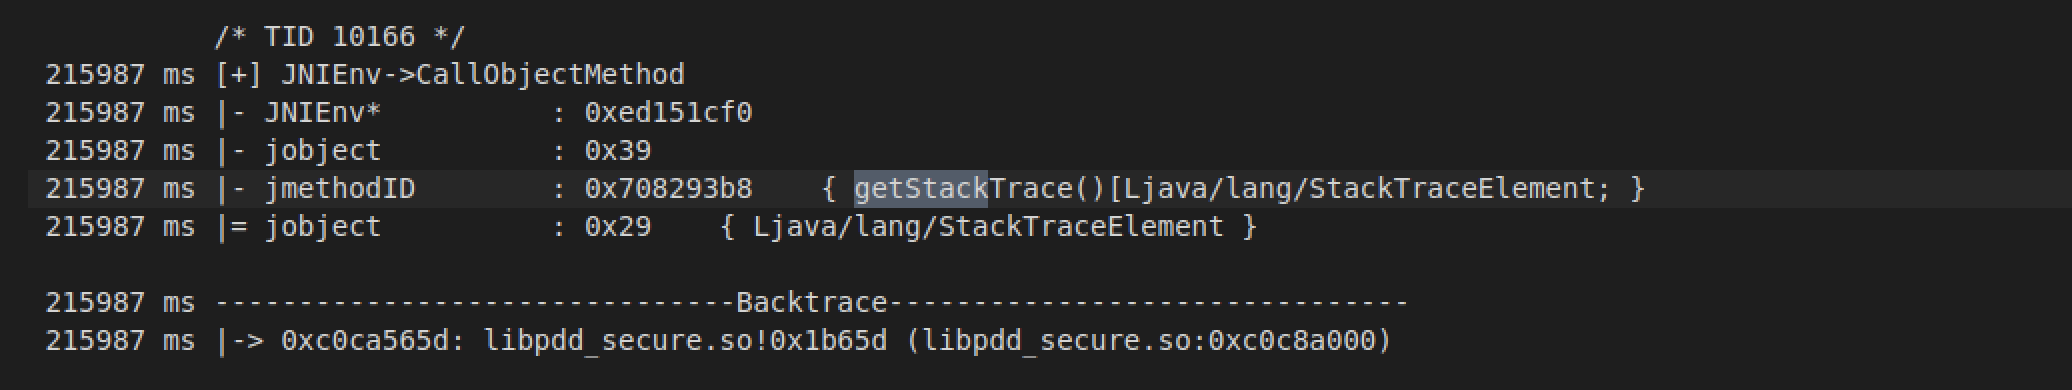 /* TID 10166 */
215987 ms [+] JNIEnv->CallObjectMethod
215987 ms |- JNIEnv*          : 0xed151cf0
215987 ms |- jobject          : 0x39
215987 ms |- jmethodID        : 0x708293b8    { getStackTrace()[Ljava/lang/StackTraceElement; }
215987 ms |= jobject          : 0x29    { Ljava/lang/StackTraceElement }
215987 ms -------------------------------Backtrace-------------------------------
215987 ms |-> 0xc0ca565d: libpdd_secure.so!0x1b65d (libpdd_secure.so:0xc0c8a000)